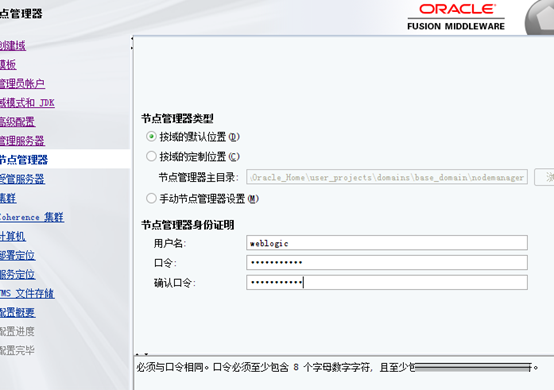 点管理器
ORACLE
FUSION MIDDLEWARE
创建域
模板
管理员帐户
域模式和 JDK
高级配置
管理服务器
节点管理器
受管服务器
集群
Coherence 集群
计算机
部署定位
服务定位
JMS 文件存储
配置概要
配置进度
配置完毕
节点管理器类型
按域的默认位置(D)
按域的定制位置(C)
节点管理器主目录: :\Oracle_Home\user_projects\domains\base_domain\nodemanager
手动节点管理器设置(M)
节点管理器身份证明
用户名: weblogic
口令: •••••••••••
确认口令: •••••••••••
必须与口令相同。口令必须至少包含 8 个字母数字字符, 且至少包